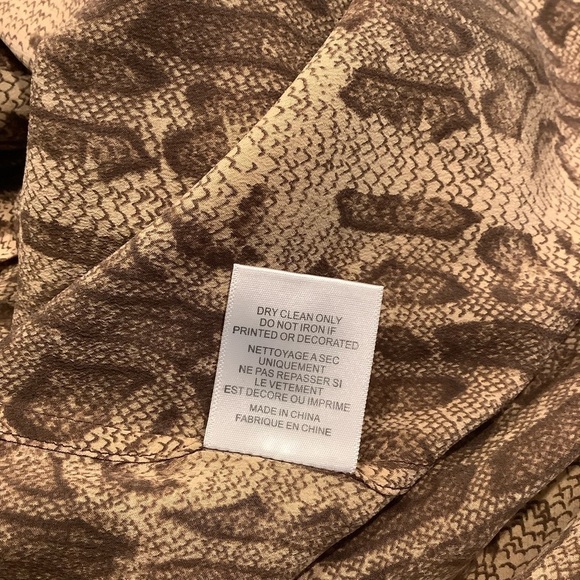 DRY CLEAN ONLY
DO NOT IRON IF
PRINTED OR DECORATED
NETTOYAGE A SEC
UNIQUEMENT
NE PAS REPASSER SI
LE VETEMENT
EST DECORE OU IMPRIME
MADE IN CHINA
FABRIQUE EN CHINE